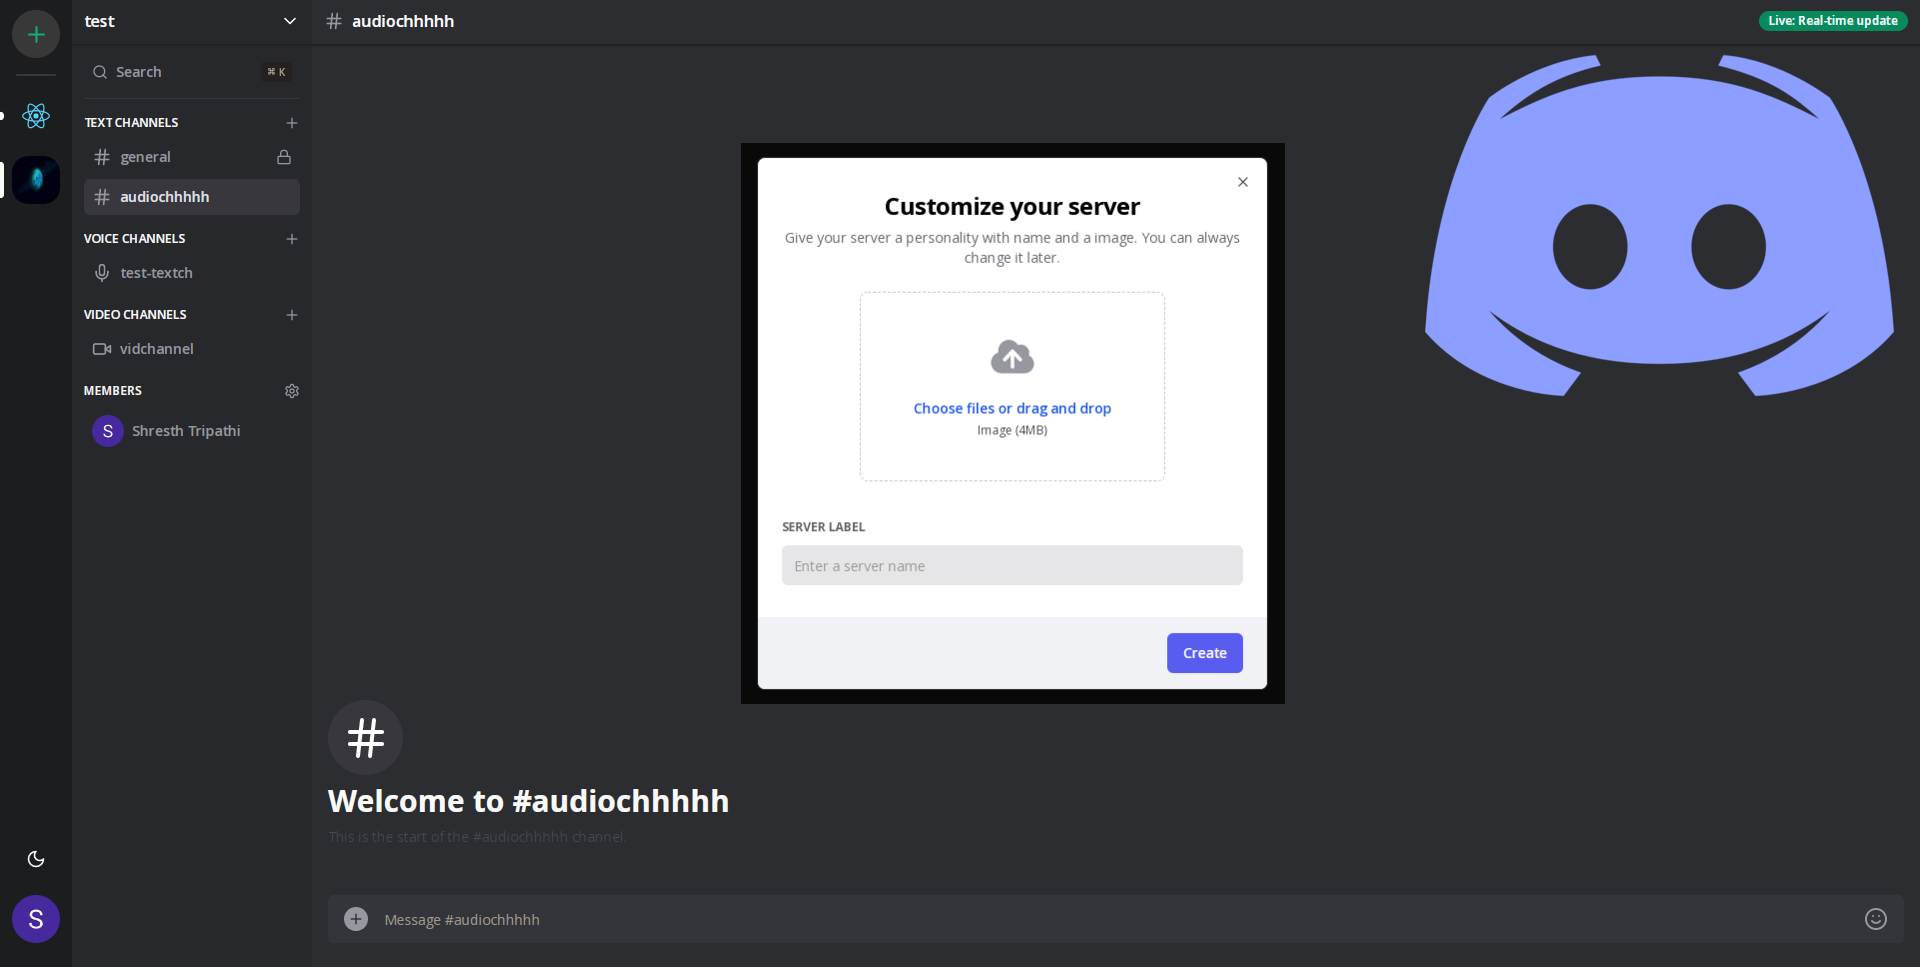 test
Search
⌘ K
TEXT CHANNELS
general
audiochhhhh
VOICE CHANNELS
test-textch
VIDEO CHANNELS
vidchannel
MEMBERS
S Shresth Tripathi
S
# audiochhhhh
Live: Real-time update
Customize your server
Give your server a personality with name and a image. You can always
change it later.
Choose files or drag and drop
Image (4MB)
SERVER LABEL
Enter a server name
Create
#
Welcome to #audiochhhhh
This is the start of the #audiochhhhh channel.
Message #audiochhhhh